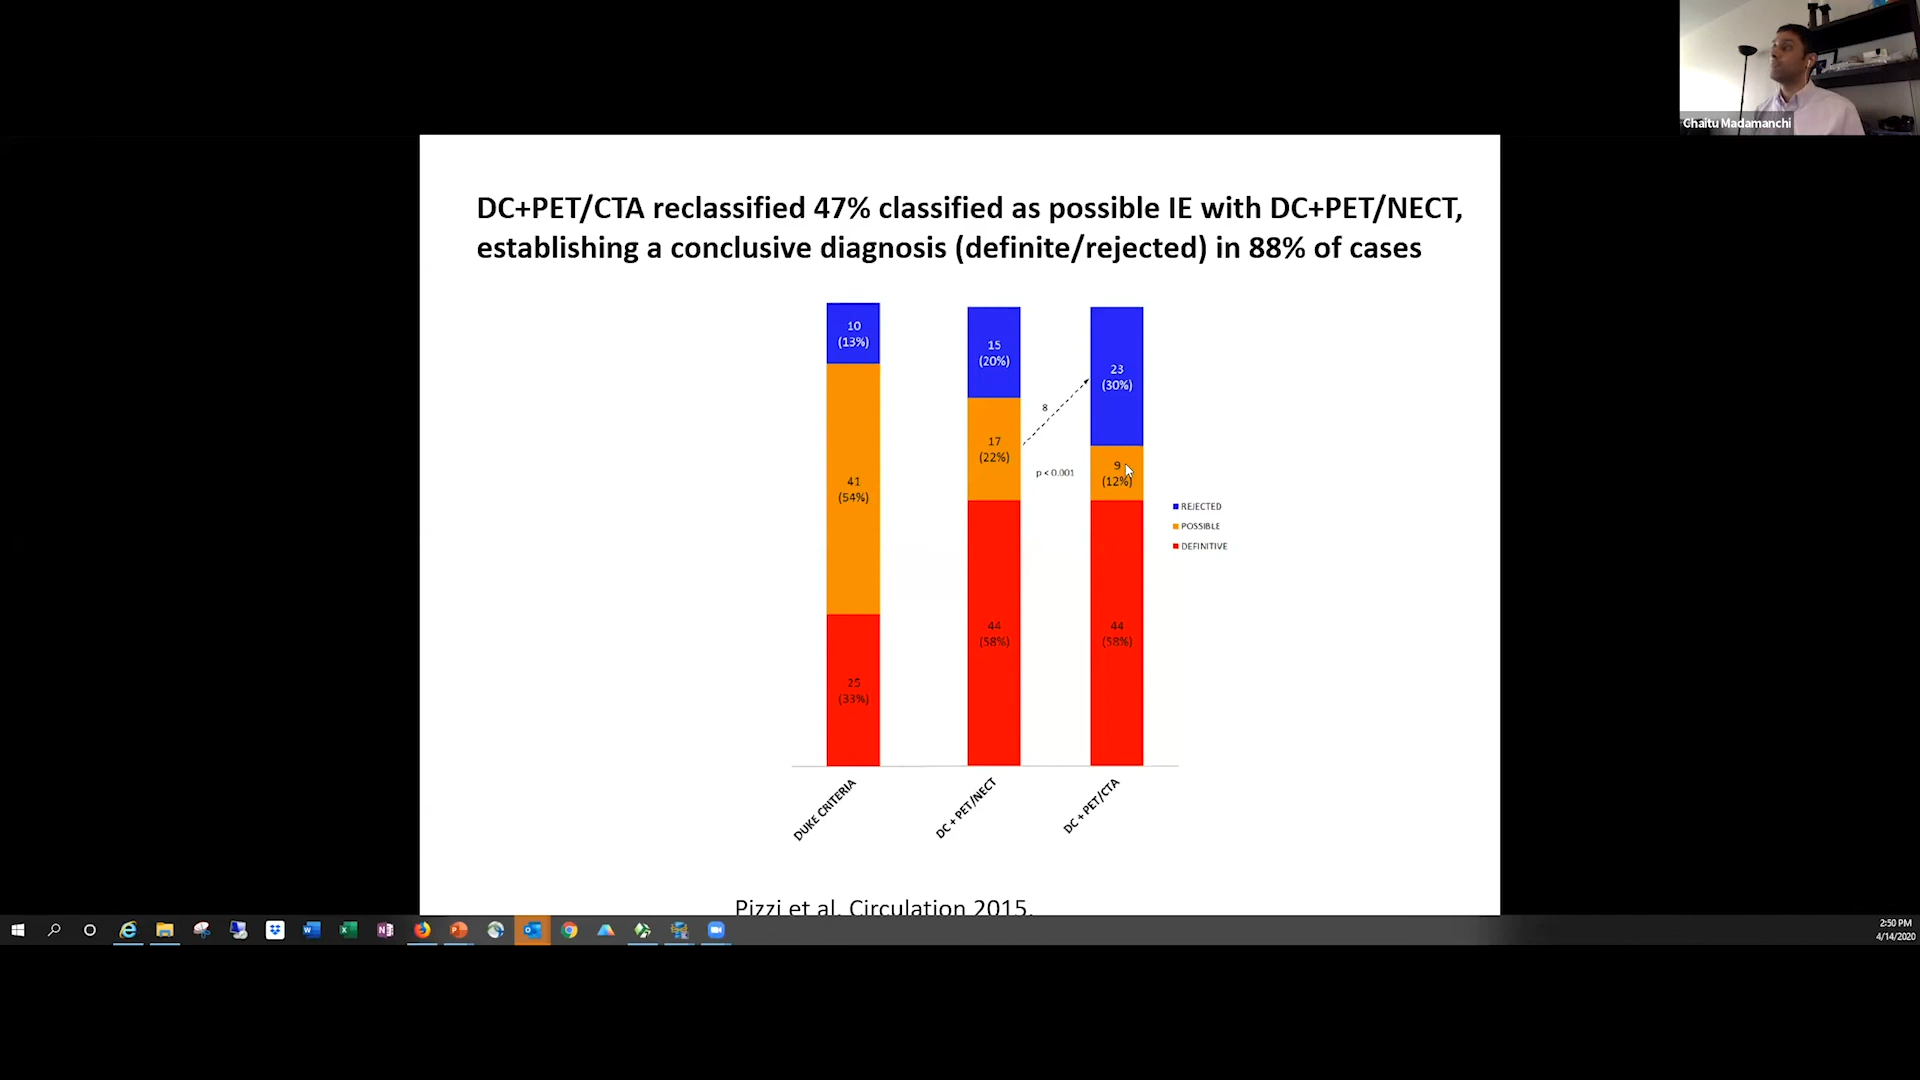 Chaitu Madamanchi
DC+PET/CTA reclassified 47% classified as possible IE with DC+PET/NECT,
establishing a conclusive diagnosis (definite/rejected) in 88% of cases
10
(13%)
41
(54%)
25
(33%)
15
(20%)
17
(22%)
44
(58%)
8
p < 0.001
23
(30%)
9
(12%)
44
(58%)
REJECTED
POSSIBLE
DEFINITIVE
DUKE CRITERIA
DC + PET/NECT
DC + PET/CTA
Pizzi et al. Circulation 2015.
2:50 PM
4/14/2020